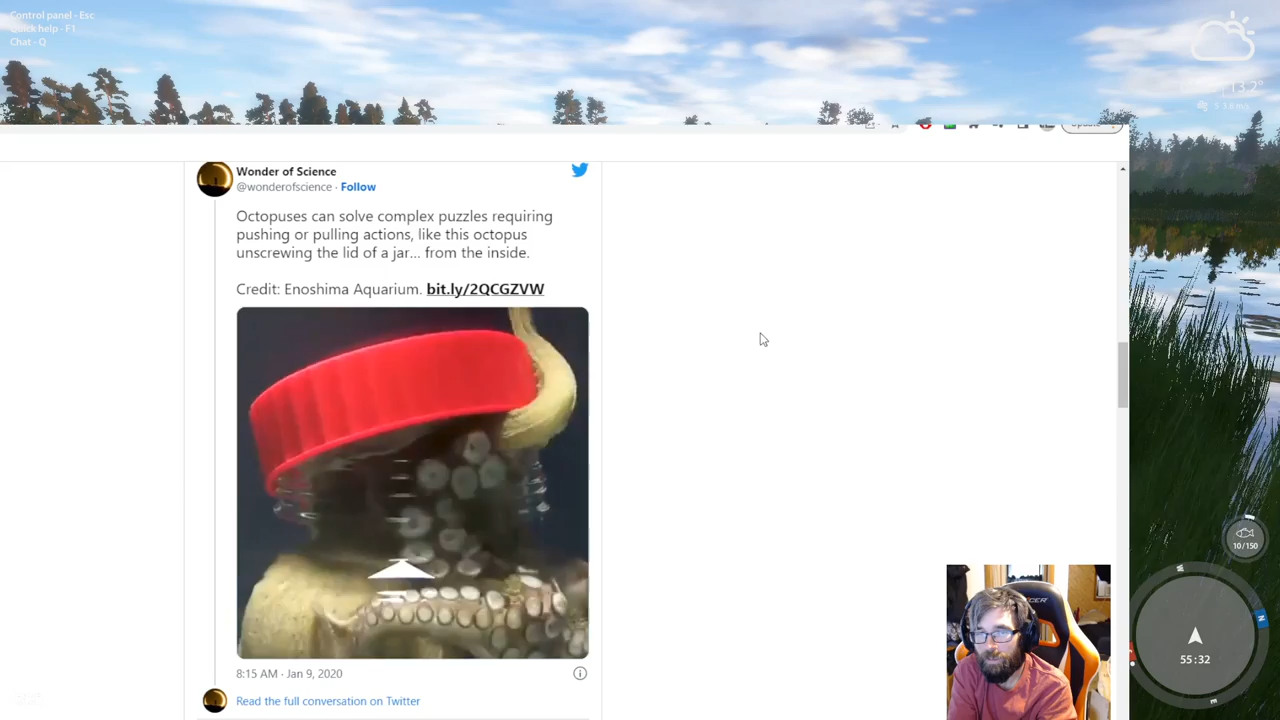 Control panel - Esc
Quick help - F1
Chat - Q
13.2°
Wonder of Science
@wonderofscience · Follow
Octopuses can solve complex puzzles requiring
pushing or pulling actions, like this octopus
unscrewing the lid of a jar... from the inside.
Credit: Enoshima Aquarium. bit.ly/2QCGZVW
8:15 AM · Jan 9, 2020
Read the full conversation on Twitter
10/150
W
N
55:32
E